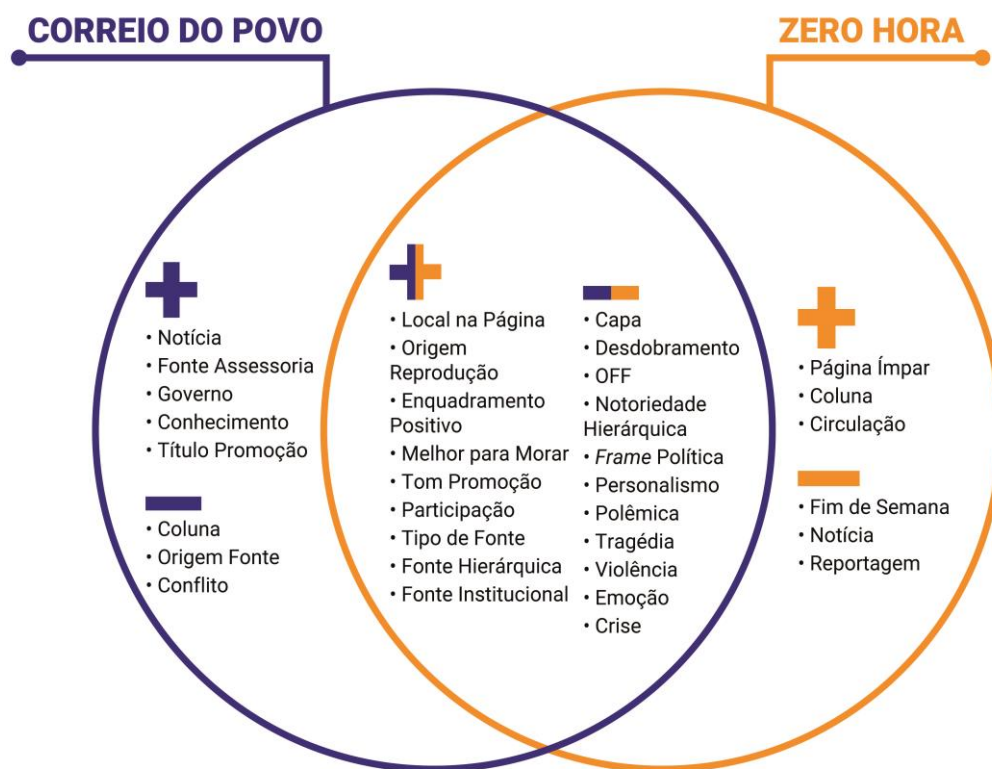 CORREIO DO POVO
ZERO HORA
• Notícia
• Fonte Assessoria
• Governo
• Conhecimento
• Título Promoção
• Coluna
• Origem Fonte
• Conflito
• Local na Página
• Origem
Reprodução
• Enquadramento
Positivo
• Melhor para Morar
• Tom Promoção
• Participação
• Tipo de Fonte
• Fonte Hierárquica
• Fonte Institucional
• Capa
• Desdobramento
• OFF
• Notoriedade
Hierárquica
• Frame Política
• Personalismo
• Polêmica
• Tragédia
• Violência
• Emoção
• Crise
• Página Ímpar
• Coluna
• Circulação
• Fim de Semana
• Notícia
• Reportagem